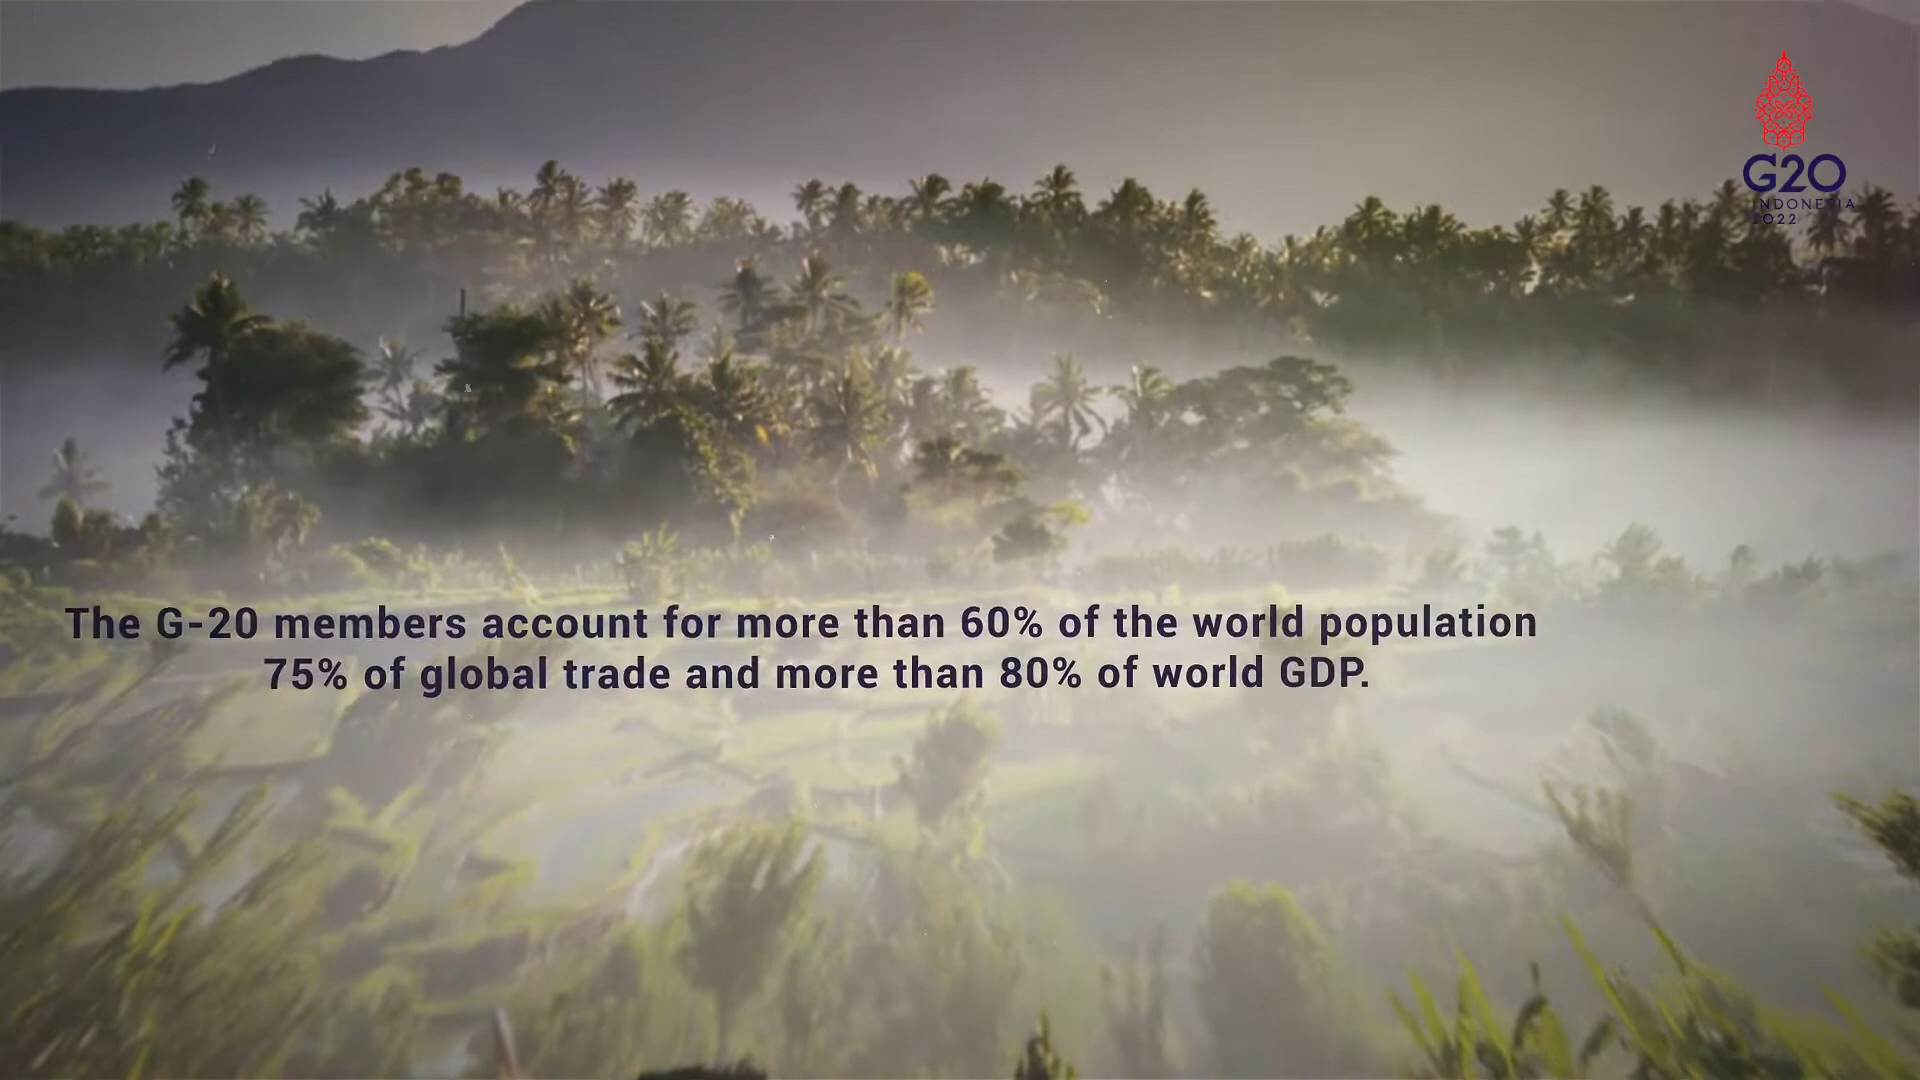 G20
INDONESIA
2022
The G-20 members account for more than 60% of the world population
75% of global trade and more than 80% of world GDP.